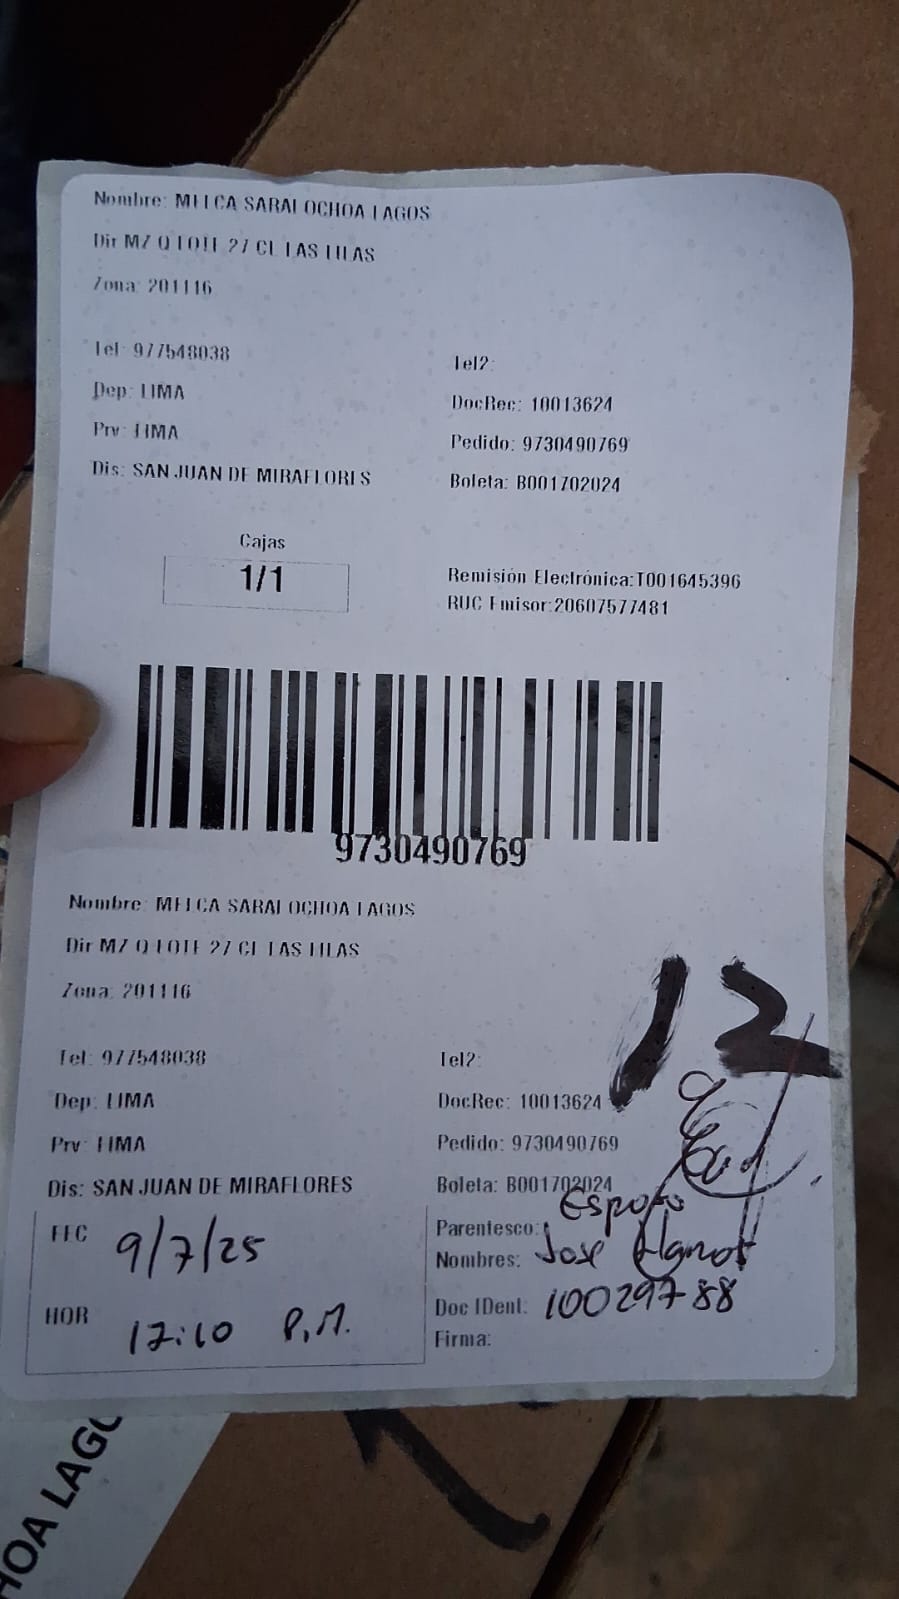 Nombre: MELCA SARAI OCHOA LAGOS
Dir MZ Q LOTE 27 CL LAS LILAS
Zona: 201116
Tel: 977548038 Tel2:
Dep: LIMA DocRec: 10013624
Prv: LIMA Pedido: 9730490769
Dis: SAN JUAN DE MIRAFLORES Boleta: B001702024
Cajas
1/1
Remisión Electrónica:T001645396
RUC Emisor:20607577481
9730490769
Nombre: MELCA SARAI OCHOA LAGOS
Dir MZ Q LOTE 27 CL LAS LILAS
Zona: 201116
12
Tel: 977548038 Tel2:
Dep: LIMA DocRec: 10013624
Prv: LIMA Pedido: 9730490769
Dis: SAN JUAN DE MIRAFLORES Boleta: B001702024
FEC 9/7/25
HOR 12:10 P.M.
Parentesco: Esposo
Nombres: Jose
Doc IDent: 10029788
Firma:
HOA LAGO